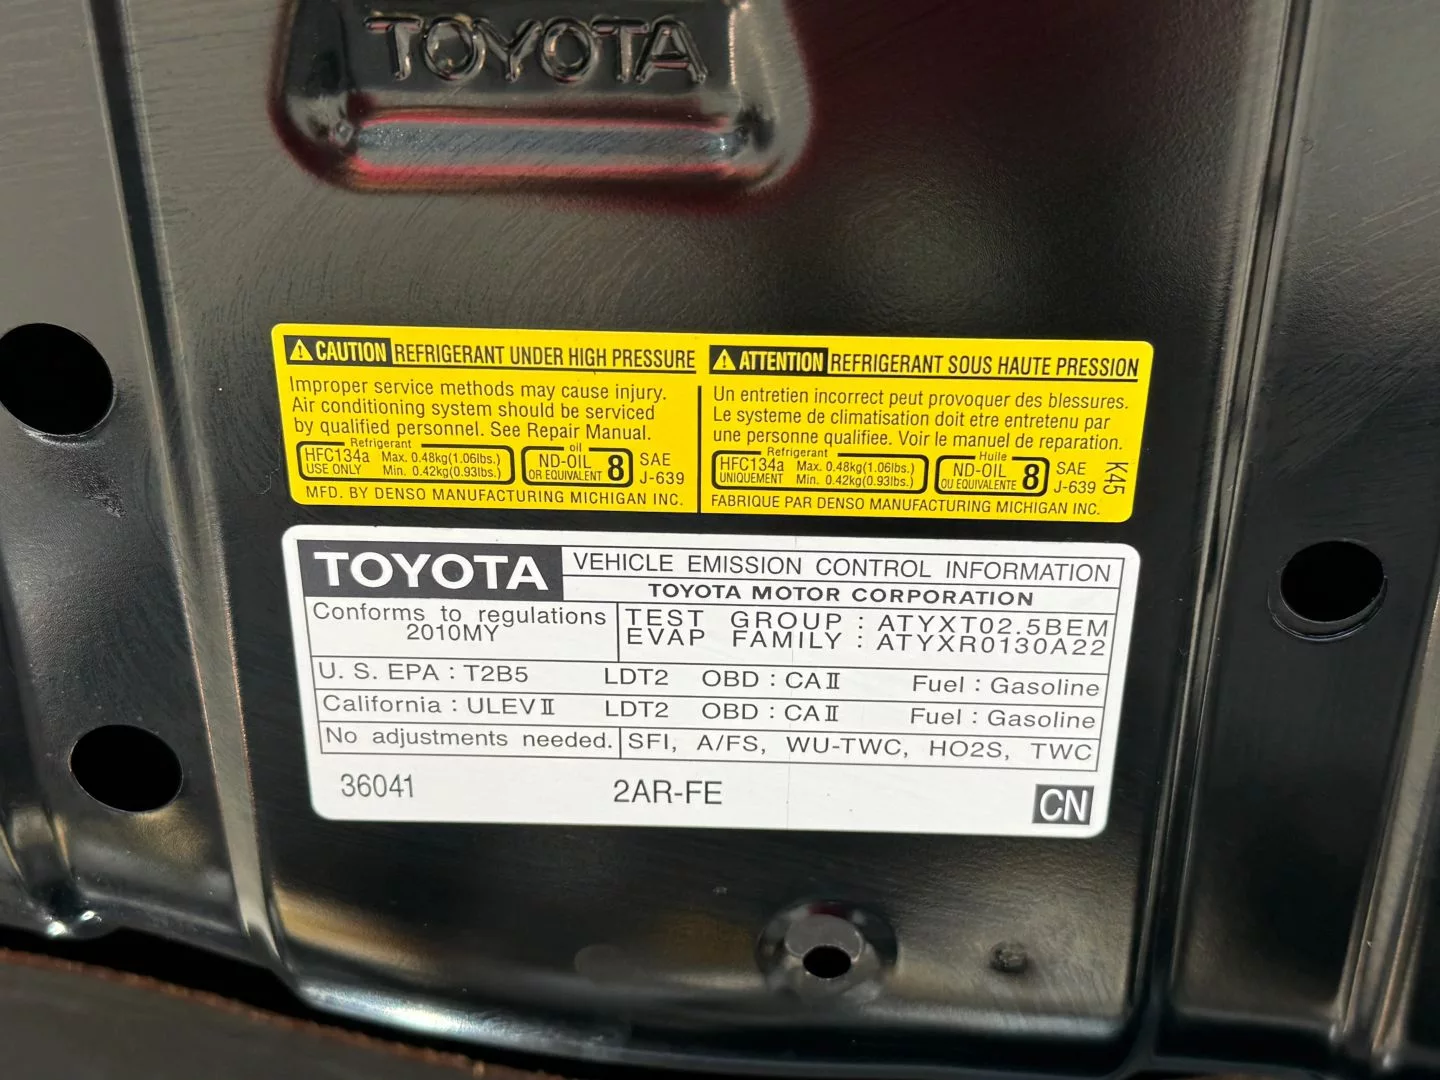 TOYOTA
CAUTION REFRIGERANT UNDER HIGH PRESSURE
Improper service methods may cause injury.
Air conditioning system should be serviced
by qualified personnel. See Repair Manual.
Refrigerant
HFC134a Max. 0.48kg(1.06lbs.)
USE ONLY Min. 0.42kg(0.93lbs.)
oil
ND-OIL 8
OR EQUIVALENT
SAE
J-639
MFD. BY DENSO MANUFACTURING MICHIGAN INC.
ATTENTION REFRIGERANT SOUS HAUTE PRESSION
Un entretien incorrect peut provoquer des blessures.
Le systeme de climatisation doit etre entretenu par
une personne qualifiee. Voir le manuel de reparation.
Refrigerant
HFC134a Max. 0.48kg(1.06lbs.)
UNIQUEMENT Min. 0.42kg(0.93lbs.)
Huile
ND-OIL 8
OU EQUIVALENTE
SAE
J-639
K45
FABRIQUE PAR DENSO MANUFACTURING MICHIGAN INC.
TOYOTA
VEHICLE EMISSION CONTROL INFORMATION
TOYOTA MOTOR CORPORATION
Conforms to regulations
2010MY
TEST GROUP : ATYXT02.5BEM
EVAP FAMILY : ATYXR0130A22
U. S. EPA : T2B5 LDT2 OBD : CAⅡ Fuel : Gasoline
California : ULEVⅡ LDT2 OBD : CAⅡ Fuel : Gasoline
No adjustments needed. SFI, A/FS, WU-TWC, HO2S, TWC
36041 2AR-FE CN